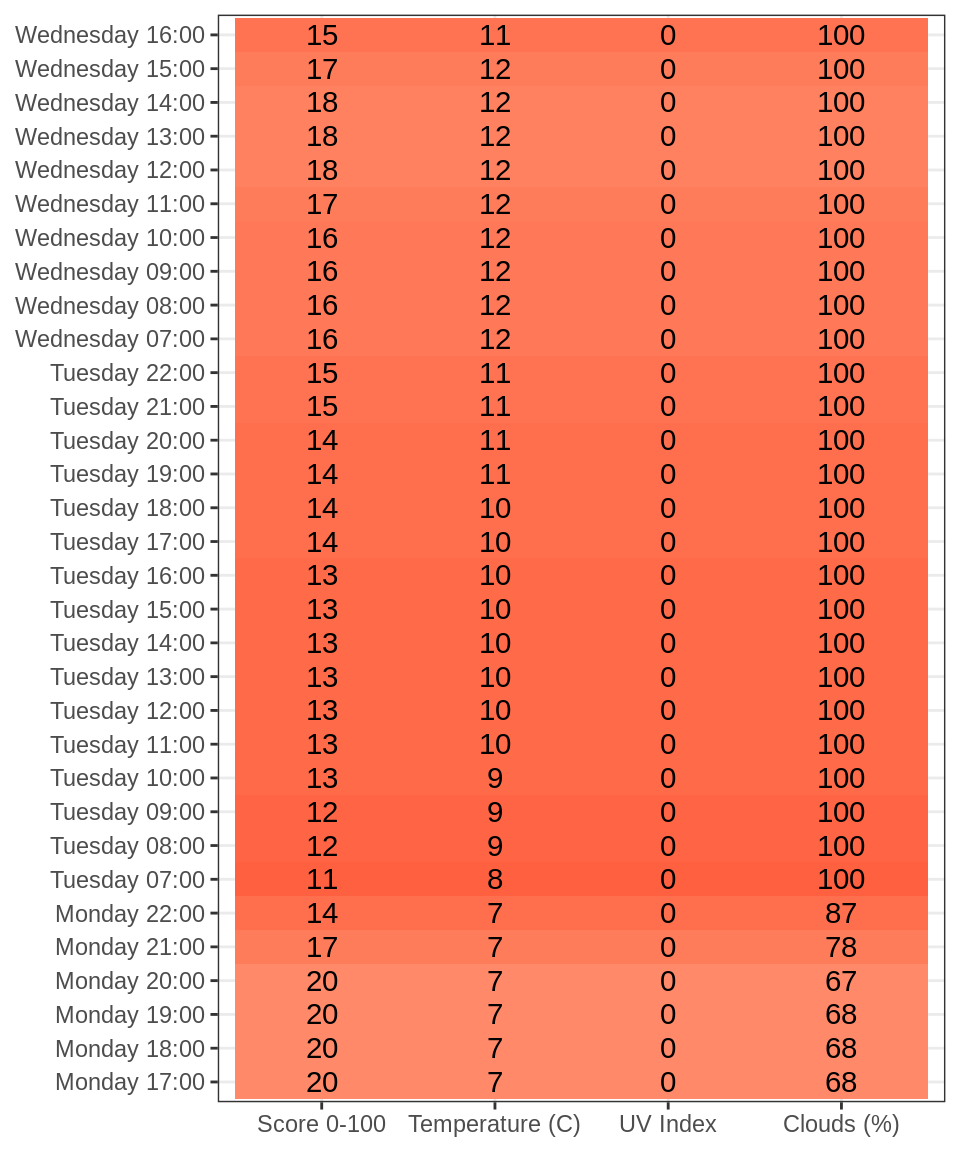 Wednesday 16:00 15 11 0 100
Wednesday 15:00 17 12 0 100
Wednesday 14:00 18 12 0 100
Wednesday 13:00 18 12 0 100
Wednesday 12:00 18 12 0 100
Wednesday 11:00 17 12 0 100
Wednesday 10:00 16 12 0 100
Wednesday 09:00 16 12 0 100
Wednesday 08:00 16 12 0 100
Wednesday 07:00 16 12 0 100
Tuesday 22:00 15 11 0 100
Tuesday 21:00 15 11 0 100
Tuesday 20:00 14 11 0 100
Tuesday 19:00 14 11 0 100
Tuesday 18:00 14 10 0 100
Tuesday 17:00 14 10 0 100
Tuesday 16:00 13 10 0 100
Tuesday 15:00 13 10 0 100
Tuesday 14:00 13 10 0 100
Tuesday 13:00 13 10 0 100
Tuesday 12:00 13 10 0 100
Tuesday 11:00 13 10 0 100
Tuesday 10:00 13 9 0 100
Tuesday 09:00 12 9 0 100
Tuesday 08:00 12 9 0 100
Tuesday 07:00 11 8 0 100
Monday 22:00 14 7 0 87
Monday 21:00 17 7 0 78
Monday 20:00 20 7 0 67
Monday 19:00 20 7 0 68
Monday 18:00 20 7 0 68
Monday 17:00 20 7 0 68
Score 0-100 Temperature (C) UV Index Clouds (%)